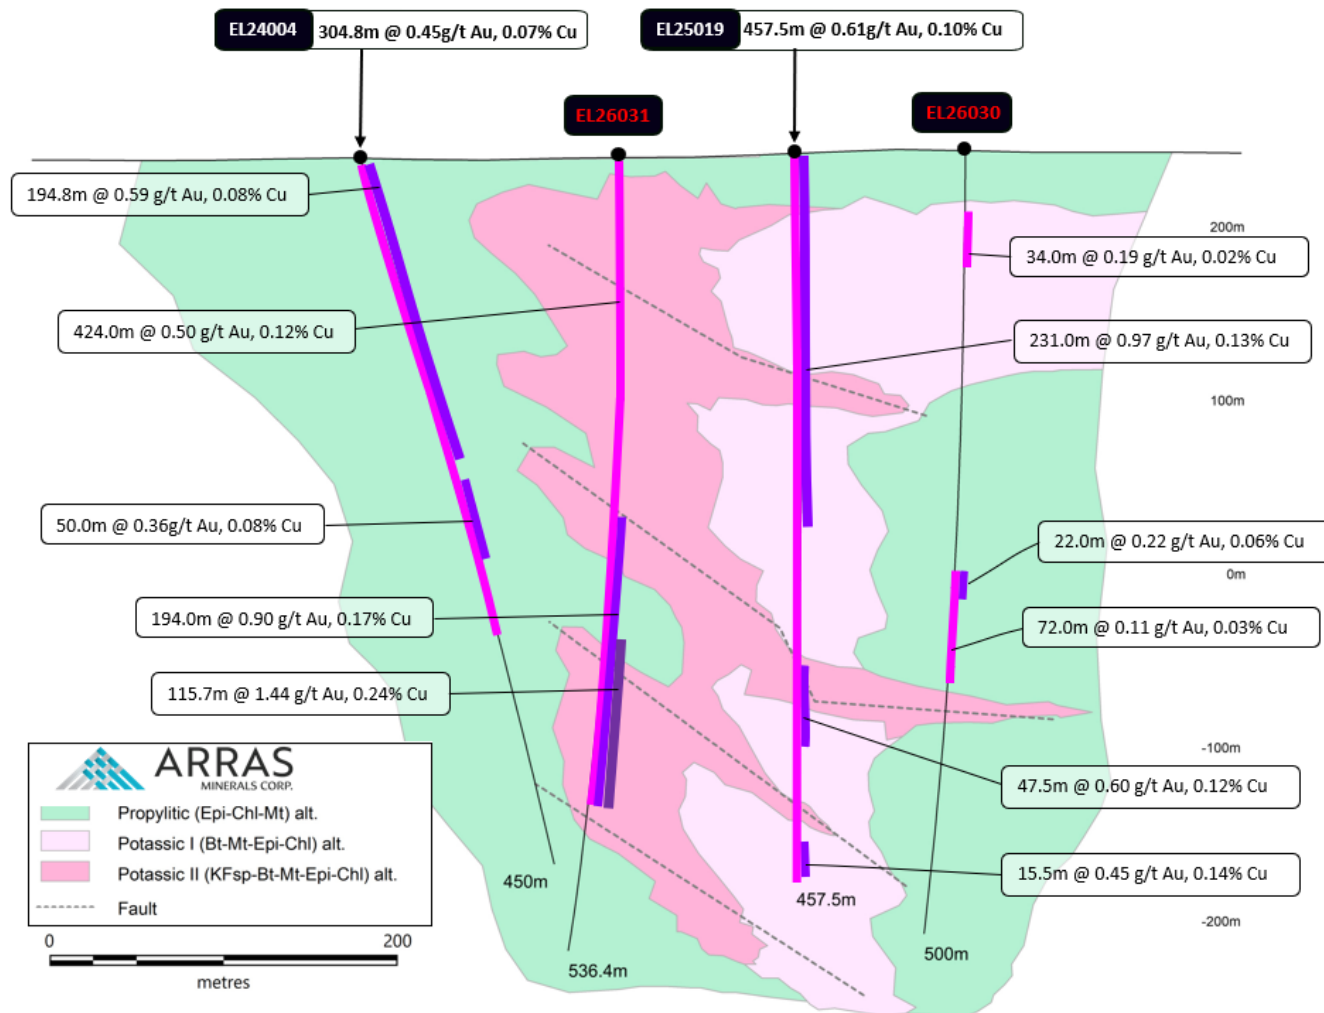 EL24004 304.8m @ 0.45g/t Au, 0.07% Cu
EL25019 457.5m @ 0.61g/t Au, 0.10% Cu
EL26031
EL26030
194.8m @ 0.59 g/t Au, 0.08% Cu
200m
34.0m @ 0.19 g/t Au, 0.02% Cu
424.0m @ 0.50 g/t Au, 0.12% Cu
231.0m @ 0.97 g/t Au, 0.13% Cu
100m
50.0m @ 0.36g/t Au, 0.08% Cu
22.0m @ 0.22 g/t Au, 0.06% Cu
0m
194.0m @ 0.90 g/t Au, 0.17% Cu
72.0m @ 0.11 g/t Au, 0.03% Cu
115.7m @ 1.44 g/t Au, 0.24% Cu
-100m
47.5m @ 0.60 g/t Au, 0.12% Cu
ARRAS
MINERALS CORP.
Propylitic (Epi-Chl-Mt) alt.
Potassic I (Bt-Mt-Epi-Chl) alt.
Potassic II (KFsp-Bt-Mt-Epi-Chl) alt.
Fault
15.5m @ 0.45 g/t Au, 0.14% Cu
450m
457.5m
-200m
0 200
metres
536.4m
500m